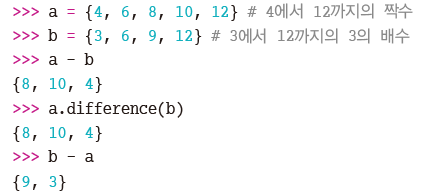 >>> a = {4, 6, 8, 10, 12} # 4에서 12까지의 짝수
>>> b = {3, 6, 9, 12} # 3에서 12까지의 3의 배수
>>> a - b
{8, 10, 4}
>>> a.difference(b)
{8, 10, 4}
>>> b - a
{9, 3}